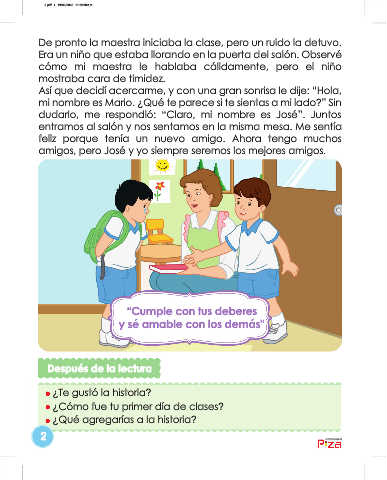 De pronto la maestra iniciaba la clase, pero un ruido la detuvo.
Era un niño que estaba llorando en la puerta del salón. Observé
cómo mi maestra le hablaba cálidamente, pero el niño
mostraba cara de timidez.
Así que decidí acercarme, y con una gran sonrisa le dije: "Hola,
mi nombre es Mario. ¿Qué te parece si te sientas a mi lado?" Sin
dudarlo, me respondió: "Claro, mi nombre es José". Juntos
entramos al salón y nos sentamos en la misma mesa. Me sentía
feliz porque tenía un nuevo amigo. Ahora tengo muchos
amigos, pero José y yo siempre seremos los mejores amigos.
"Cumple con tus deberes
y sé amable con los demás"
Después de la lectura
¿Te gustó la historia?
¿Cómo fue tu primer día de clases?
¿Qué agregarías a la historia?
2
PIZA